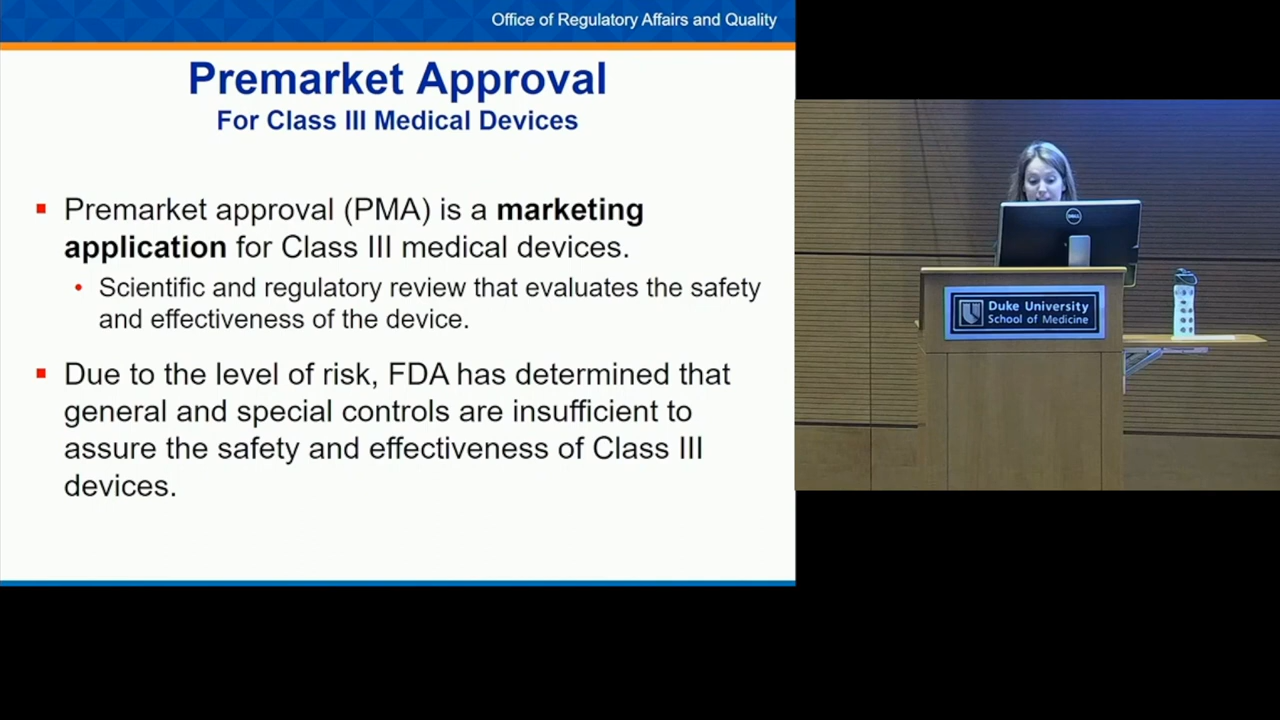 Office of Regulatory Affairs and Quality
Premarket Approval
For Class III Medical Devices
Premarket approval (PMA) is a marketing
application for Class III medical devices.
Scientific and regulatory review that evaluates the safety
and effectiveness of the device.
Due to the level of risk, FDA has determined that
general and special controls are insufficient to
assure the safety and effectiveness of Class III
devices.
DELL
Duke University
School of Medicine